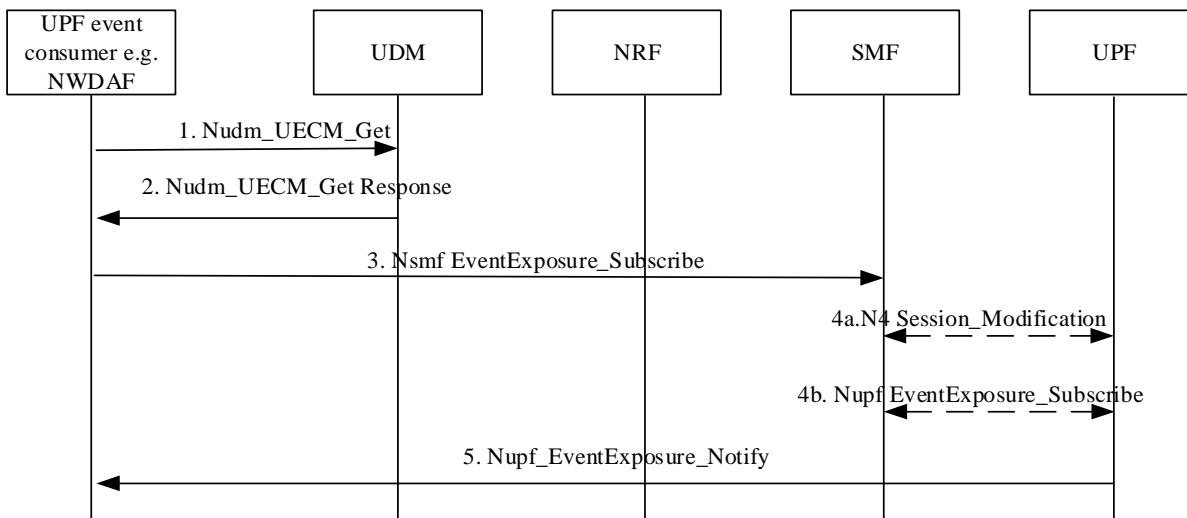 UPF event
consumer e.g.
NWDAF
UDM
NRF
SMF
UPF
1. Nudm_UECM_Get
2. Nudm_UECM_Get Response
3. Nsmf EventExposure_Subscribe
4a.N4 Session_Modification
4b. Nupf EventExposure_Subscribe
5. Nupf_EventExposure_Notify